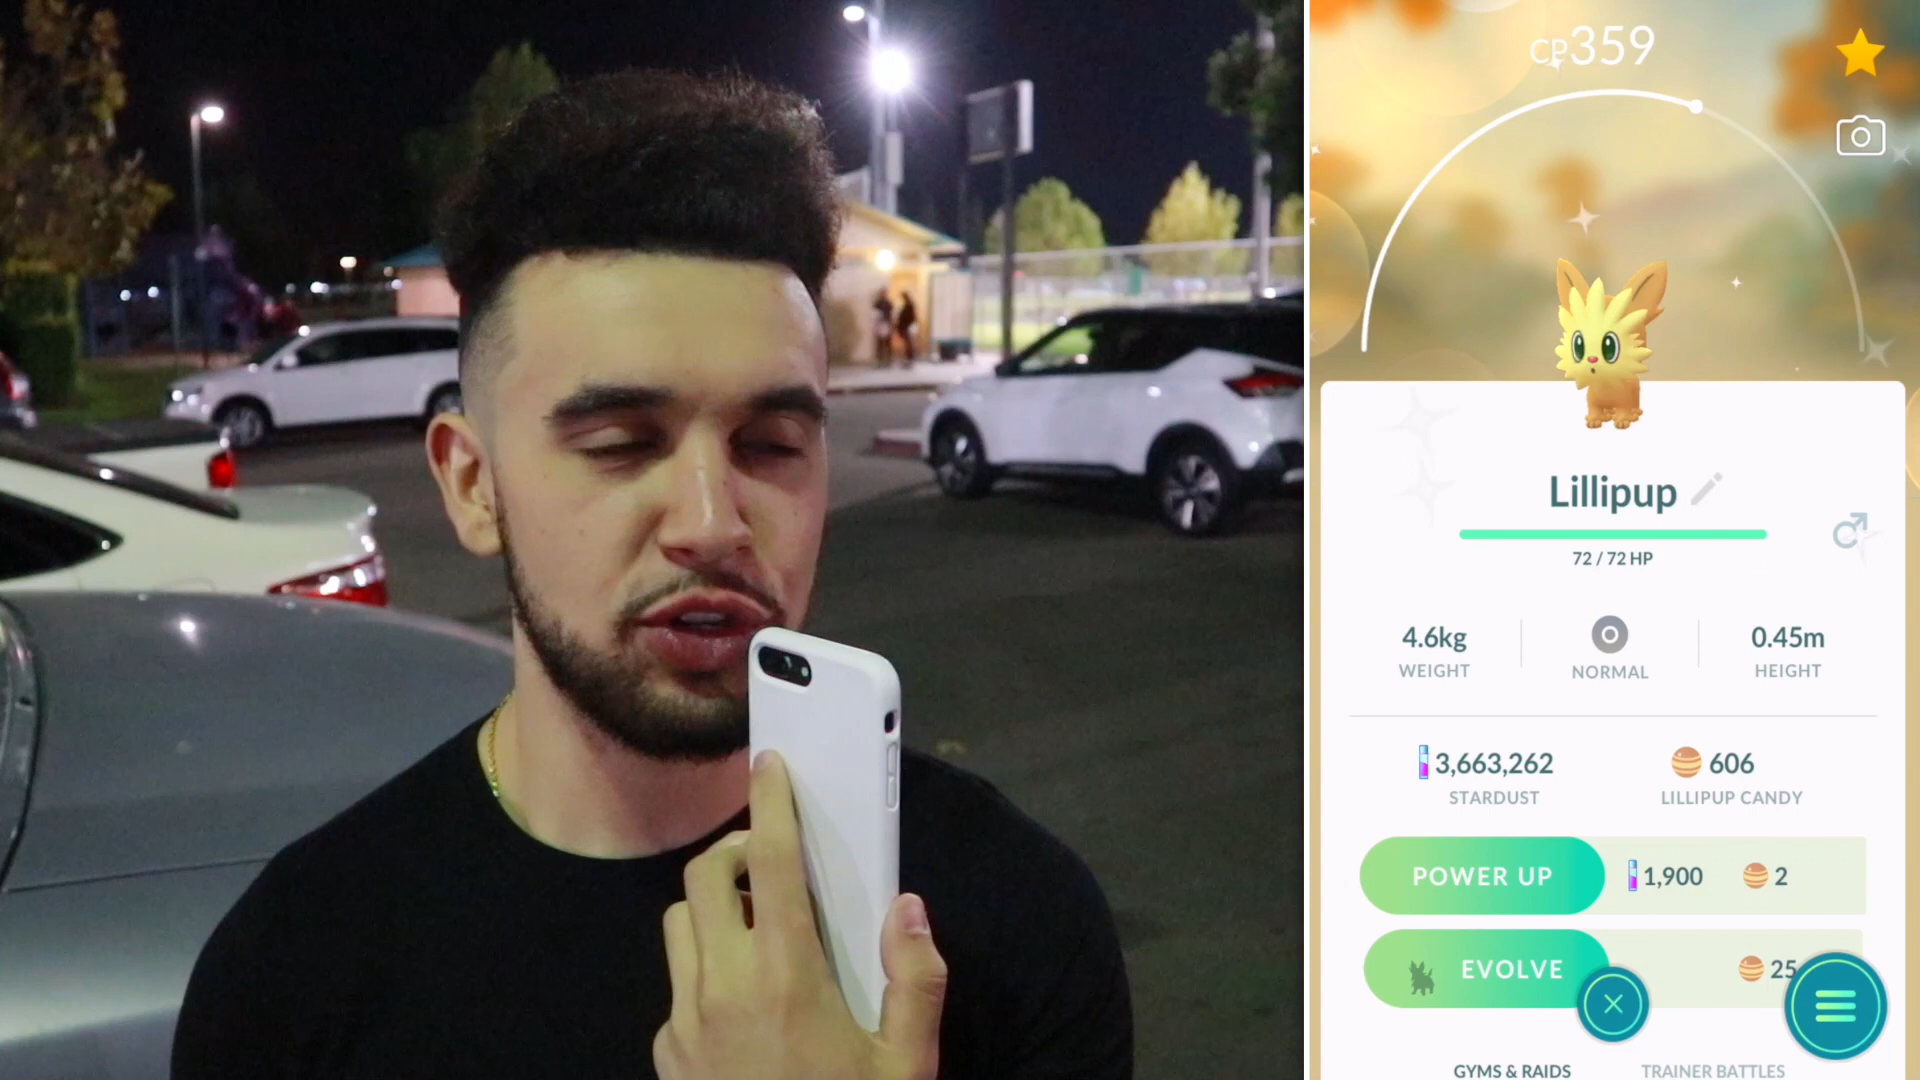 CP359
Lillipup
72 / 72 HP
4.6kg
WEIGHT
NORMAL
0.45m
HEIGHT
3,663,262
STARDUST
606
LILLIPUP CANDY
POWER UP 1,900 2
EVOLVE 25
GYMS & RAIDS TRAINER BATTLES